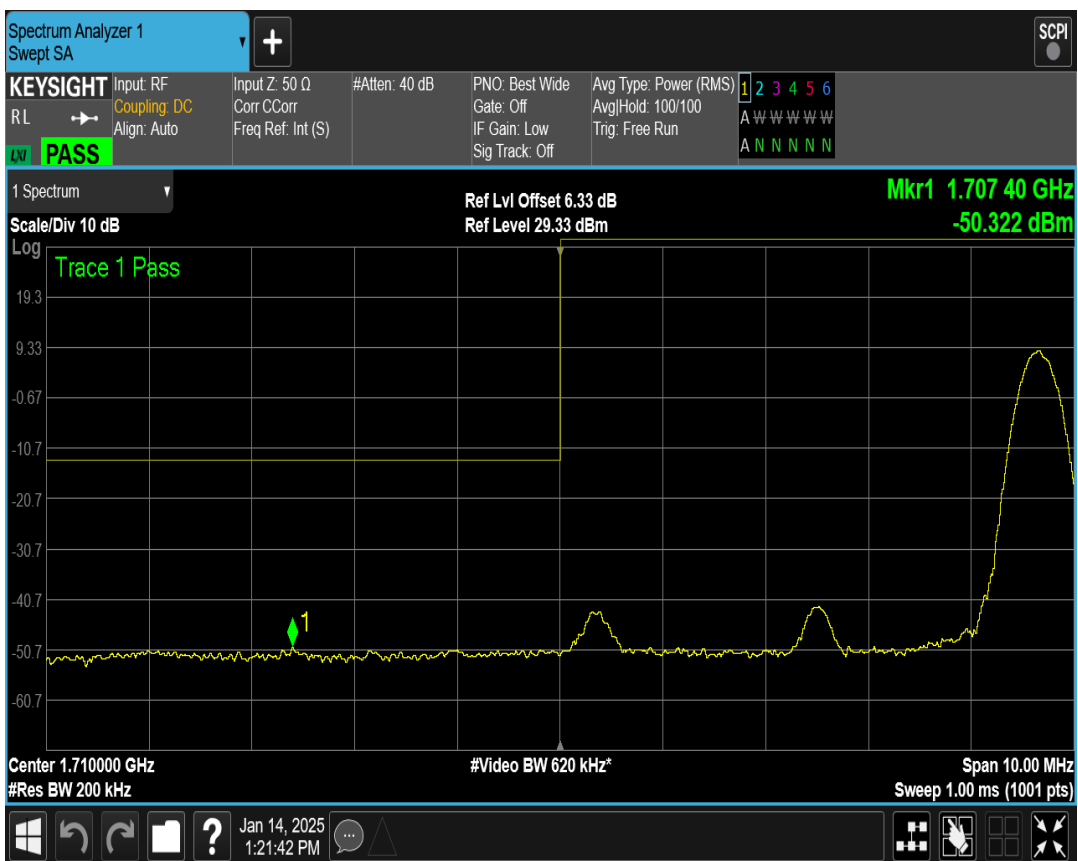 Spectrum Analyzer 1
Swept SA
+
SCPI
KEYSIGHT
RL
LXI
PASS
Input: RF
Coupling: DC
Align: Auto
Input Z: 50 Ω
Corr CCorr
Freq Ref: Int (S)
#Atten: 40 dB
PNO: Best Wide
Gate: Off
IF Gain: Low
Sig Track: Off
Avg Type: Power (RMS)
Avg|Hold: 100/100
Trig: Free Run
1 2 3 4 5 6
A W W W W W
A N N N N N
1 Spectrum
Scale/Div 10 dB
Ref Lvl Offset 6.33 dB
Ref Level 29.33 dBm
Mkr1 1.707 40 GHz
-50.322 dBm
Log
Trace 1 Pass
19.3
9.33
-0.67
-10.7
-20.7
-30.7
-40.7
-50.7
-60.7
1
Center 1.710000 GHz
#Res BW 200 kHz
#Video BW 620 kHz*
Span 10.00 MHz
Sweep 1.00 ms (1001 pts)
?
Jan 14, 2025
1:21:42 PM